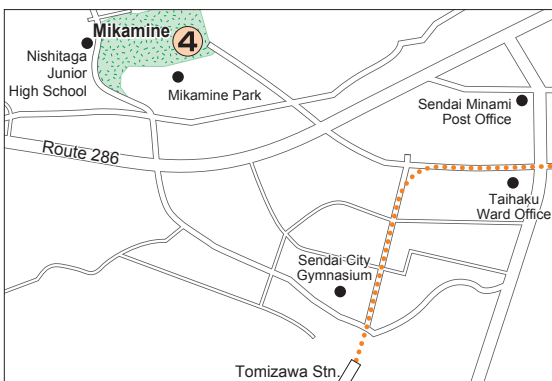 Mikamine
4
Nishitaga
Junior
High School
Mikamine Park
Sendai Minami
Post Office
Route 286
Taihaku
Ward Office
Sendai City
Gymnasium
Tomizawa Stn.